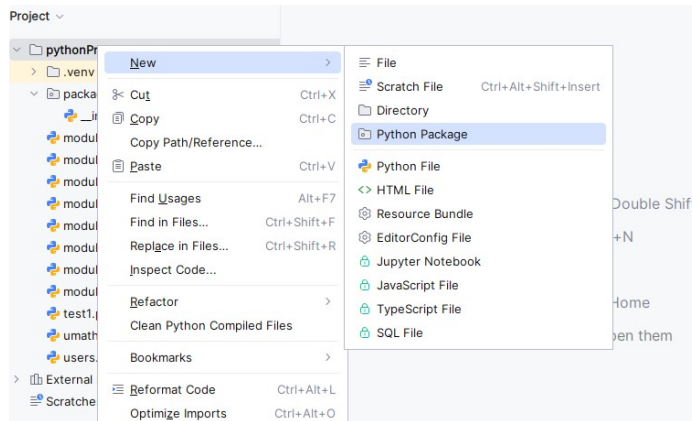 Project
pythonPr
New
.venv
packa
__i
modul
modul
modul
modul
modul
modul
modul
modul
test1.p
umath
users.
External
Scratche
Cut Ctrl+X
Copy Ctrl+C
Copy Path/Reference...
Paste Ctrl+V
Find Usages Alt+F7
Find in Files... Ctrl+Shift+F
Replace in Files... Ctrl+Shift+R
Inspect Code...
Refactor
Clean Python Compiled Files
Bookmarks
Reformat Code Ctrl+Alt+L
Optimize Imports Ctrl+Alt+O
File
Scratch File Ctrl+Alt+Shift+Insert
Directory
Python Package
Python File
HTML File
Resource Bundle
EditorConfig File
Jupyter Notebook
JavaScript File
TypeScript File
SQL File
Double Shif
+N
Home
pen them